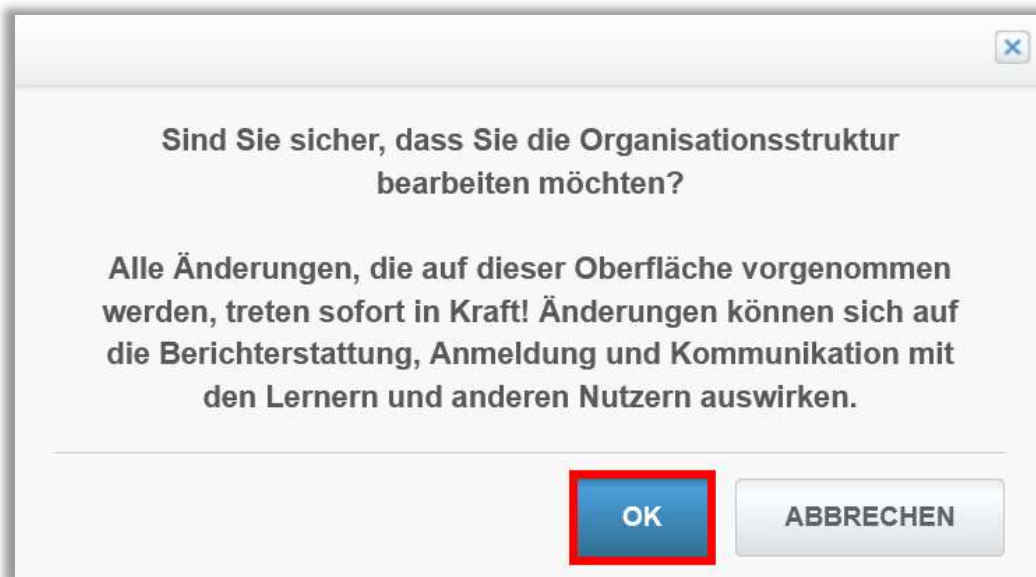 Sind Sie sicher, dass Sie die Organisationsstruktur
bearbeiten möchten?
Alle Änderungen, die auf dieser Oberfläche vorgenommen
werden, treten sofort in Kraft! Änderungen können sich auf
die Berichterstattung, Anmeldung und Kommunikation mit
den Lernern und anderen Nutzern auswirken.
OK ABBRECHEN